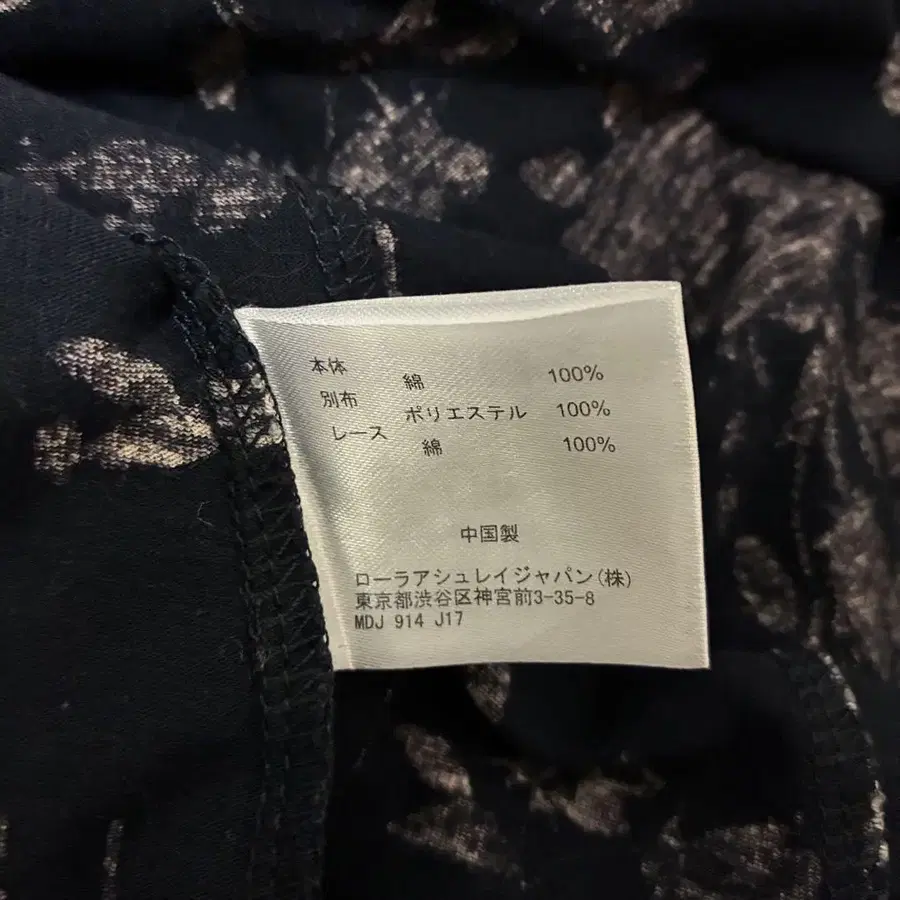 本体 綿 100%
別布 ポリエステル 100%
レース 綿 100%
中国製
ローラアシュレイジャパン(株)
東京都渋谷区神宮前3-35-8
MDJ 914 J17